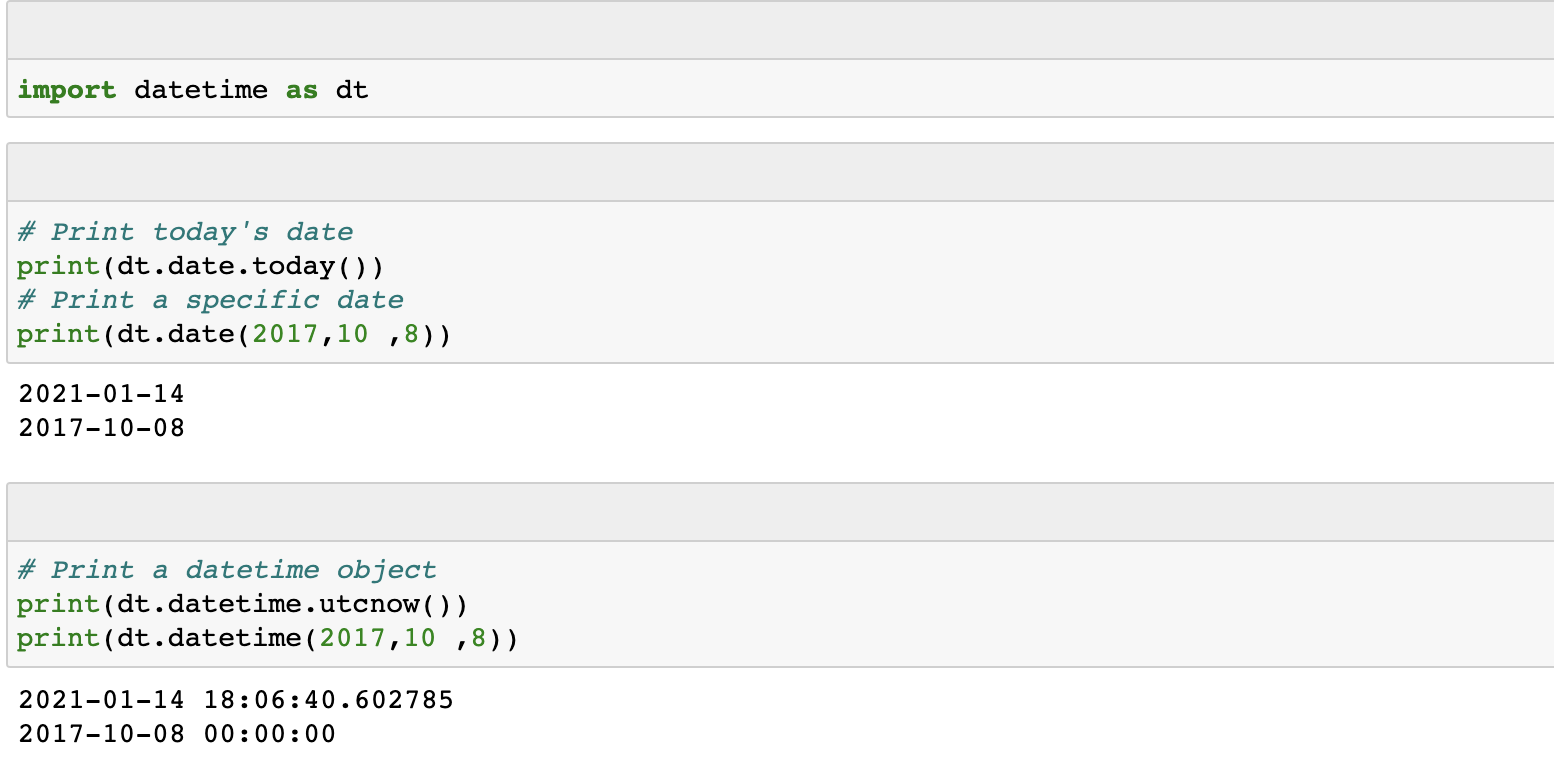 import datetime as dt
# Print today's date
print(dt.date.today())
# Print a specific date
print(dt.date(2017,10 ,8))
2021-01-14
2017-10-08
# Print a datetime object
print(dt.datetime.utcnow())
print(dt.datetime(2017,10 ,8))
2021-01-14 18:06:40.602785
2017-10-08 00:00:00